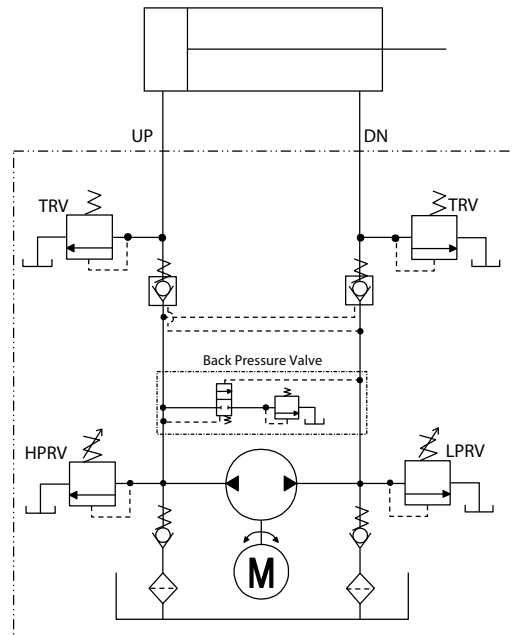 UP
DN
TRV
TRV
Back Pressure Valve
HPRV
LPRV
M